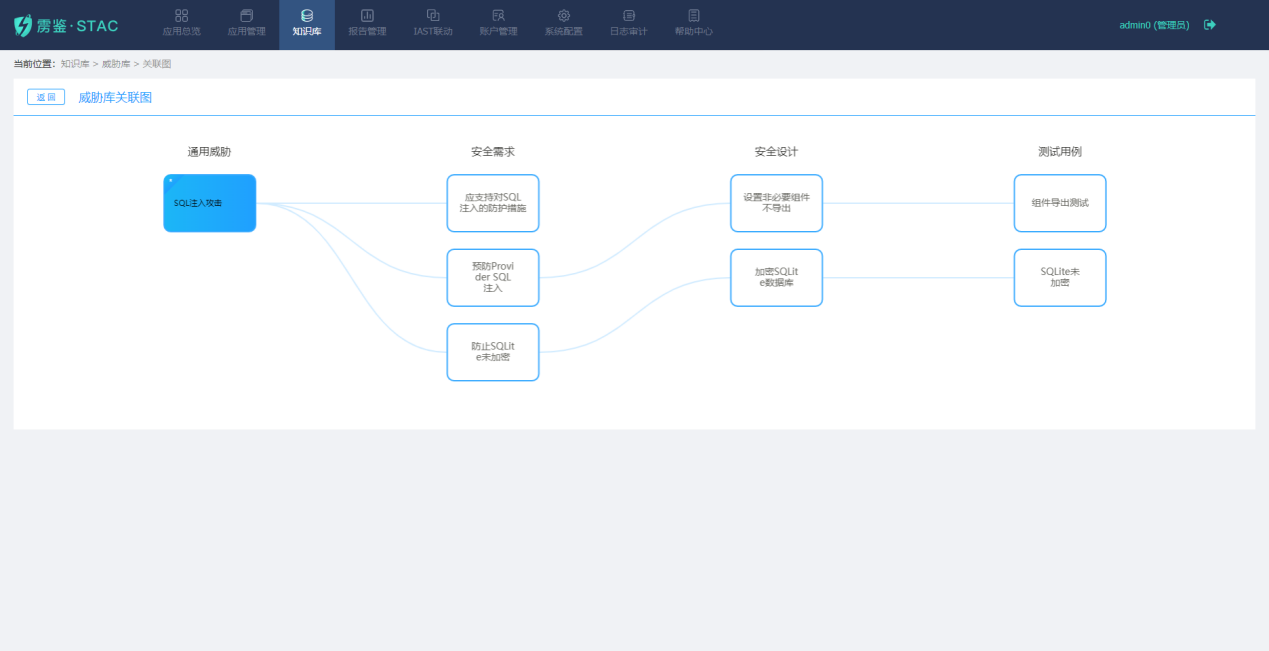 雳鉴·STAC
应用总览
应用管理
知识库
报告管理
IAST联动
账户管理
系统配置
日志审计
帮助中心
admin0 (管理员)
当前位置: 知识库 > 威胁库 > 关联图
返回
威胁库关联图
通用威胁
安全需求
安全设计
测试用例
SQL注入攻击
应支持对SQL
注入的防护措施
设置非必要组件
不导出
组件导出测试
预防Provi
der SQL
注入
加密SQLit
e数据库
SQLite未
加密
防止SQLit
e未加密